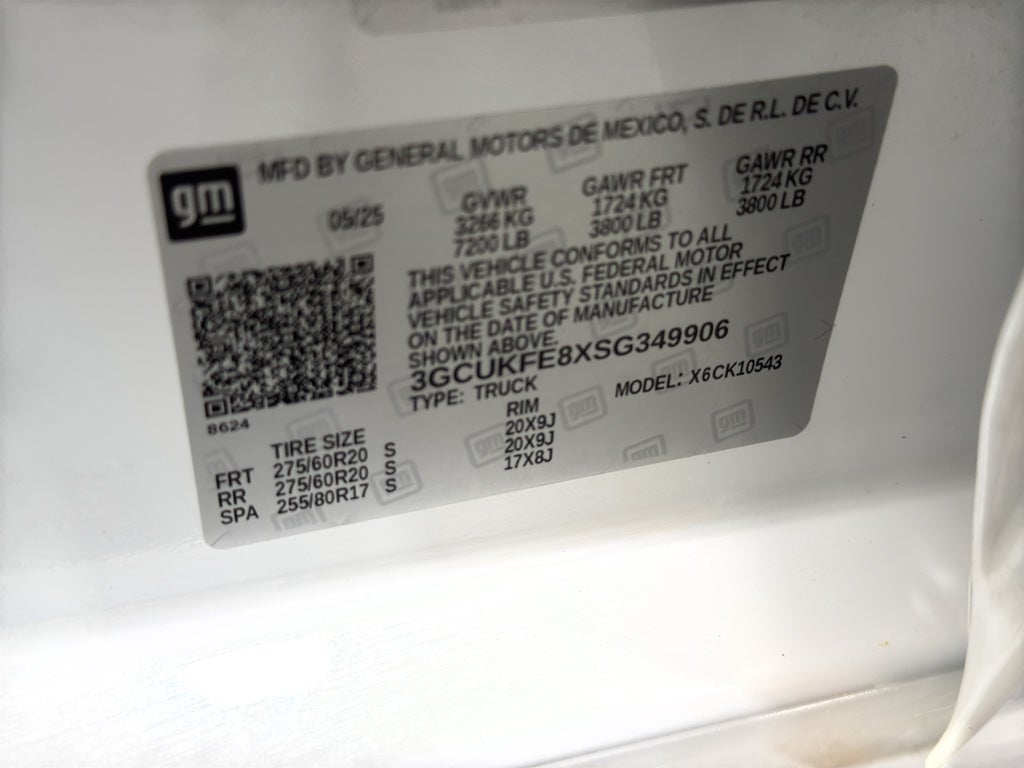 gm
MFD BY GENERAL MOTORS DE MEXICO, S. DE R.L. DE C.V.
05/25
GVWR
3266 KG
7200 LB
GAWR FRT
1724 KG
3800 LB
GAWR RR
1724 KG
3800 LB
THIS VEHICLE CONFORMS TO ALL
APPLICABLE U.S. FEDERAL MOTOR
VEHICLE SAFETY STANDARDS IN EFFECT
ON THE DATE OF MANUFACTURE
SHOWN ABOVE.
3GCUKFE8XSG349906
TYPE: TRUCK
MODEL: X6CK10543
8624
TIRE SIZE RIM
FRT 275/60R20 S 20X9J
RR 275/60R20 S 20X9J
SPA 255/80R17 S 17X8J